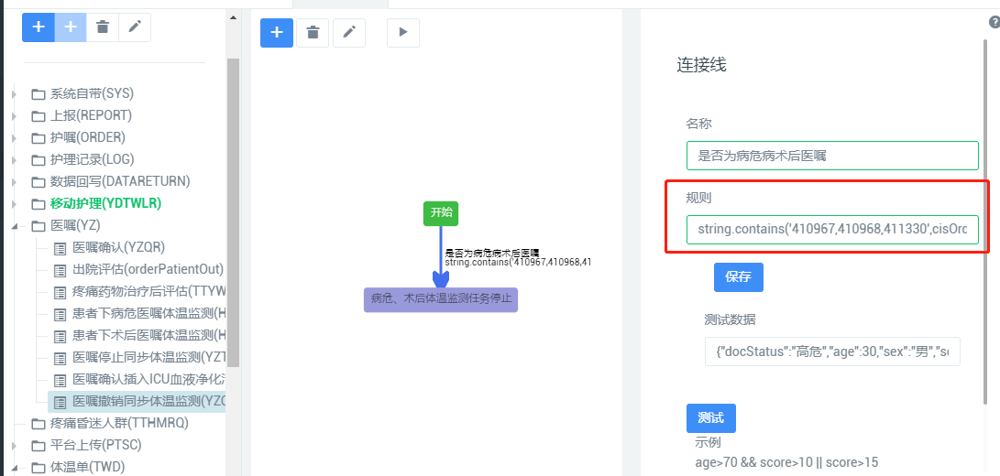 系统自带(SYS)
上报(REPORT)
护嘱(ORDER)
护理记录(LOG)
数据回写(DATARETURN)
移动护理(YDTWLR)
医嘱(YZ)
医嘱确认(YZQR)
出院评估(orderPatientOut)
疼痛药物治疗后评估(TTYW
患者下病危医嘱体温监测(H
患者下术后医嘱体温监测(H
医嘱停止同步体温监测(YZT
医嘱确认插入ICU血液净化治
医嘱撤销同步体温监测(YZC
疼痛昏迷人群(TTHMRQ)
平台上传(PTSC)
体温单(TWD)
开始
是否为病危病术后医嘱
string.contains('410967,410968,41
病危、术后体温监测任务停止
连接线
名称
是否为病危病术后医嘱
规则
string.contains('410967,410968,411330',cisOrd
保存
测试数据
{"docStatus":"高危","age":30,"sex":"男","sc
测试
示例
age>70 && score>10 || score>15